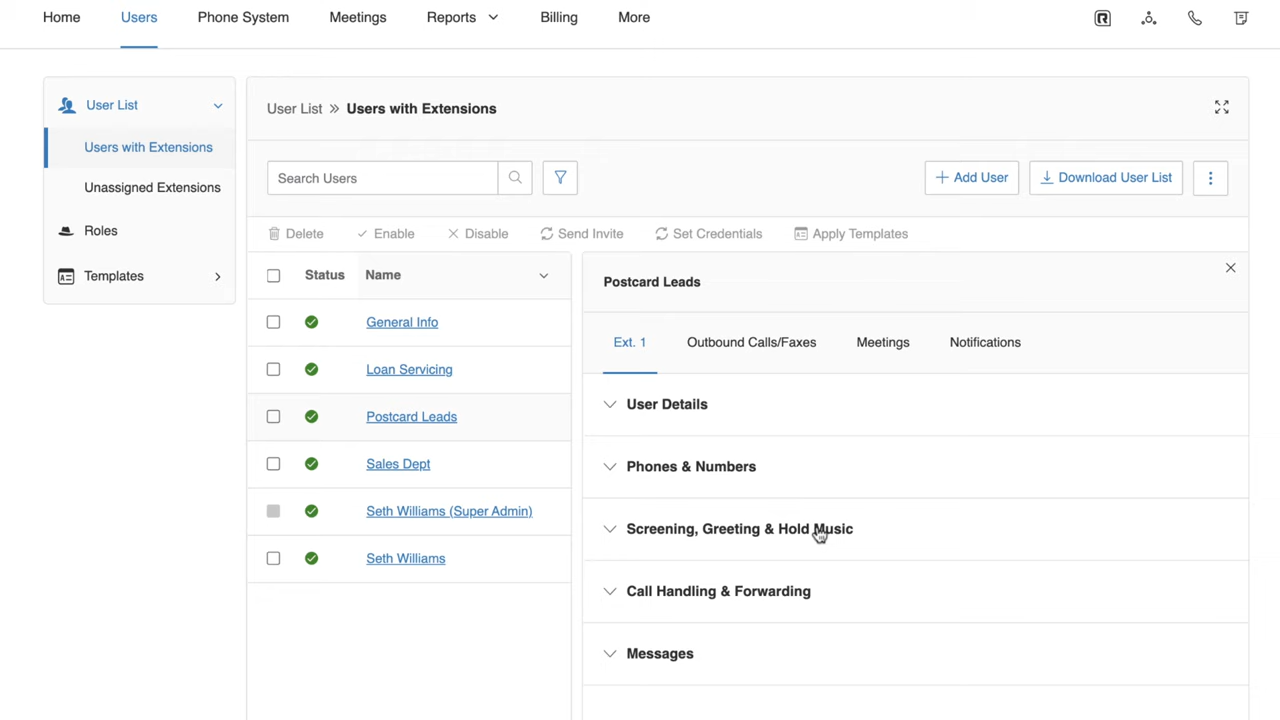 Home Users Phone System Meetings Reports Billing More
User List
Users with Extensions
Unassigned Extensions
Roles
Templates
User List » Users with Extensions
Search Users
+ Add User
Download User List
Delete Enable Disable Send Invite Set Credentials Apply Templates
Status Name
General Info
Loan Servicing
Postcard Leads
Sales Dept
Seth Williams (Super Admin)
Seth Williams
Postcard Leads
Ext. 1 Outbound Calls/Faxes Meetings Notifications
User Details
Phones & Numbers
Screening, Greeting & Hold Music
Call Handling & Forwarding
Messages